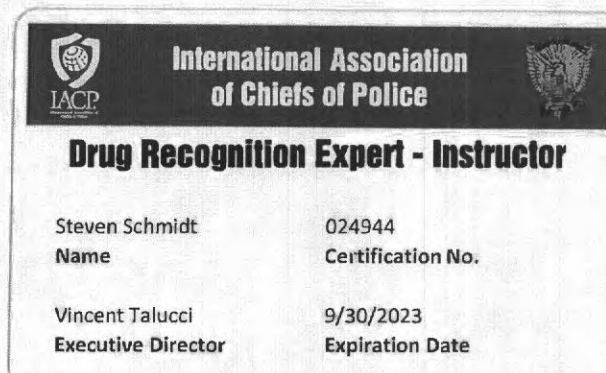 International Association
of Chiefs of Police
IACP
Drug Recognition Expert - Instructor
Steven Schmidt
024944
Name
Certification No.
Vincent Talucci
9/30/2023
Executive Director
Expiration Date